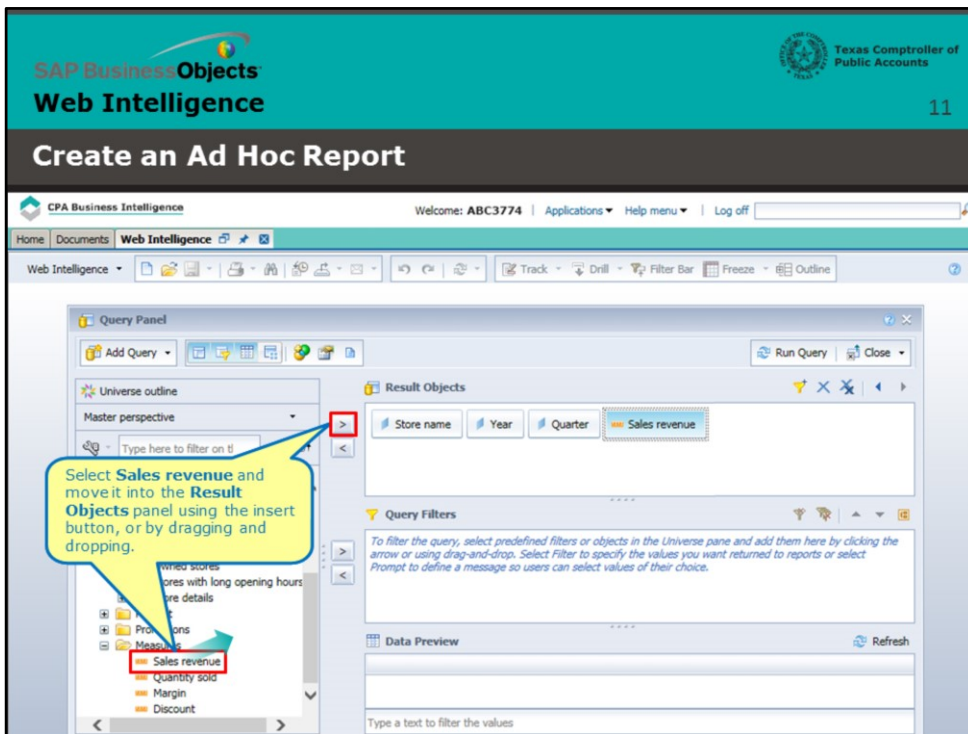 SAP BusinessObjects
Web Intelligence
Texas Comptroller of
Public Accounts
11
Create an Ad Hoc Report
CPA Business Intelligence
Welcome: ABC3774 | Applications Help menu | Log off
Home Documents Web Intelligence
Web Intelligence
Track Drill Filter Bar Freeze Outline
Query Panel
Add Query
Run Query Close
Universe outline
Master perspective
Type here to filter on
Result Objects
> Store name Year Quarter Sales revenue
<
Select Sales revenue and
move it into the Result
Objects panel using the insert
button, or by dragging and
dropping.
Query Filters
To filter the query, select predefined filters or objects in the Universe pane and add them here by clicking the
arrow or using drag-and-drop. Select Filter to specify the values you want returned to reports or select
Prompt to define a message so users can select values of their choice.
>
<
stores
with long opening hours
details
Measures
Sales revenue
Quantity sold
Margin
Discount
< >
Data Preview
Refresh
Type a text to filter the values